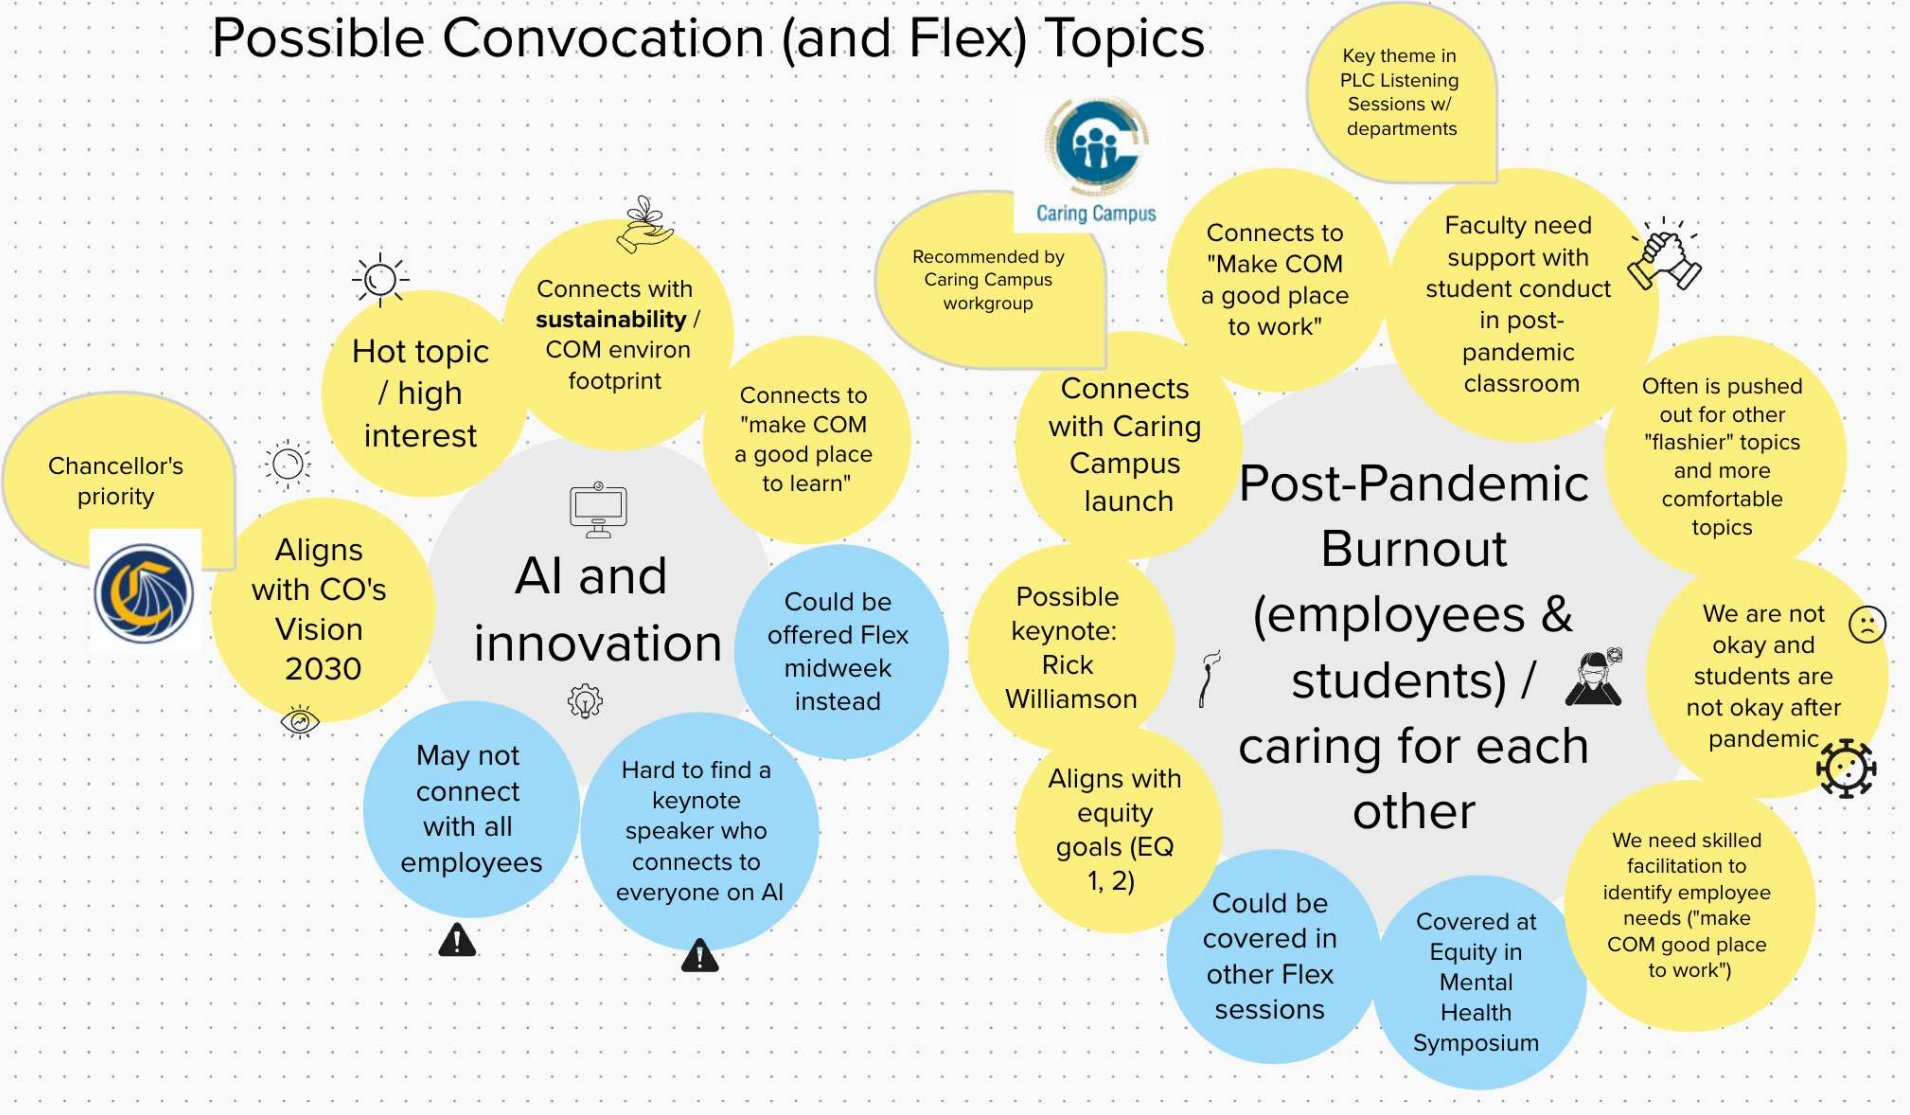 Possible Convocation (and Flex) Topics
Chancell​or's
priority
Aligns
with CO's
Vision
2030
Hot topic
/ high
interest
Connects with
sustainability /
COM environ
footprint
Connects to
"make COM
a good place
to learn"
AI and
innovation
Could be
offered Flex
midweek
instead
May not
connect
with all
employees
Hard to find a
keynote
speaker who
connects to
everyone on AI
Key theme in
PLC Listening
Sessions w/
departments
Caring Campus
Recommended by
Caring Campus
workgroup
Connects
with Caring
Campus
launch
Connects to
"Make COM
a good place
to work"
Faculty need
support with
student conduct
in post-
pandemic
classroom
Often is pushed
out for other
"flashier" topics
and more
comfortable
topics
Post-Pandemic
Burnout
(employees &
students) /
caring for each
other
Possible
keynote:
Rick
Williamson
We are not
okay and
students are
not okay after
pandemic
Aligns with
equity
goals (EQ
1, 2)
Could be
covered in
other Flex
sessions
Covered at
Equity in
Mental
Health
Symposium
We need skilled
facilitation to
identify employee
needs ("make
COM good place
to work")